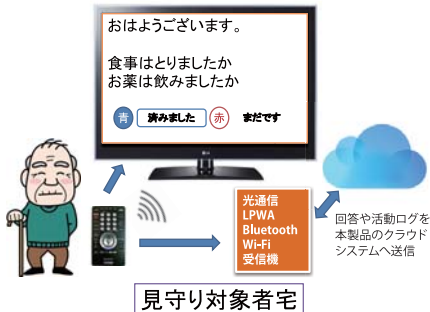 おはようございます。
食事はとりましたか
お薬は飲みましたか
青 済みました 赤 まだです
LG
光通信
LPWA
Bluetooth
Wi-Fi
受信機
回答や活動ログを
本製品のクラウド
システムへ送信
見守り対象者宅